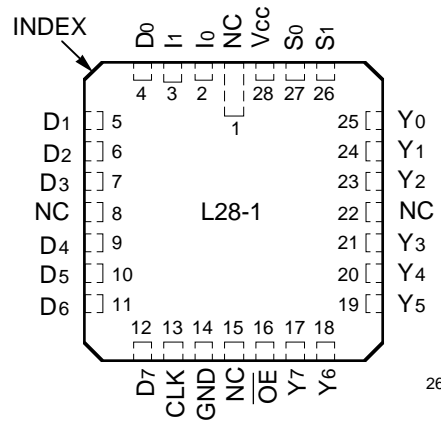 INDEX
D0 I1 I0 NC Vcc S0 S1
4 3 2 28 27 26
1
D1 5 25 Y0
D2 6 24 Y1
D3 7 23 Y2
NC 8 L28-1 22 NC
D4 9 21 Y3
D5 10 20 Y4
D6 11 19 Y5
12 13 14 15 16 17 18
D7 CLK GND NC OE Y7 Y6
26